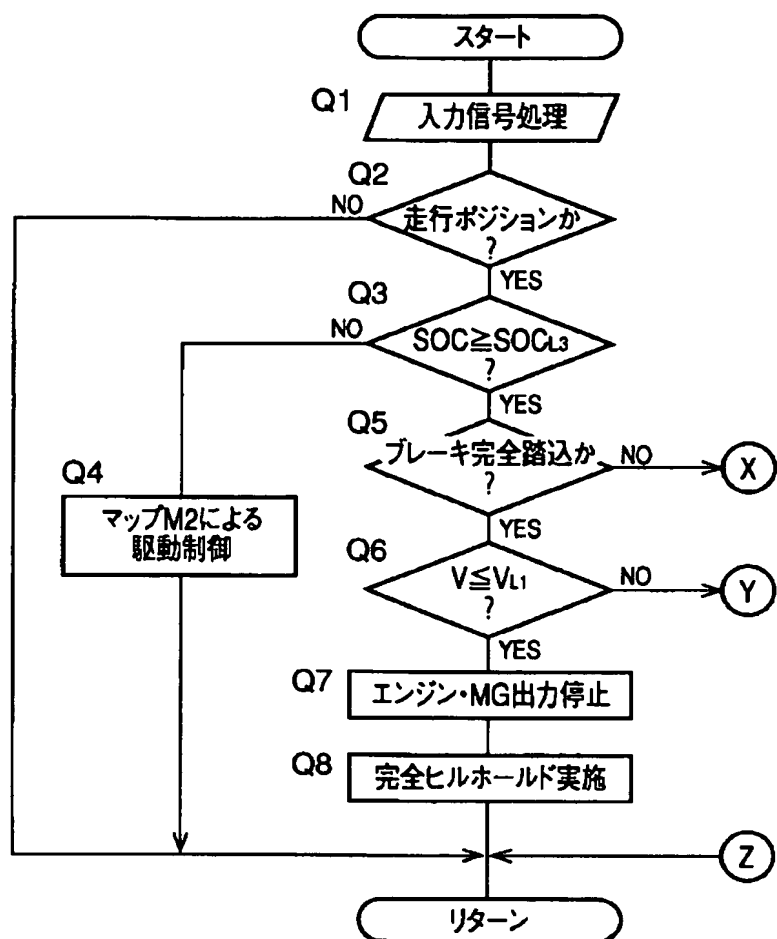 スタート
Q1
入力信号処理
Q2
NO
走行ポジションか
?
YES
Q3
NO
SOC≧SOCL3
?
YES
Q5
ブレーキ完全踏込か
?
NO
X
YES
Q4
マップM2による
駆動制御
Q6
V≦VL1
?
NO
Y
YES
Q7
エンジン・MG出力停止
Q8
完全ヒルホールド実施
Z
リターン